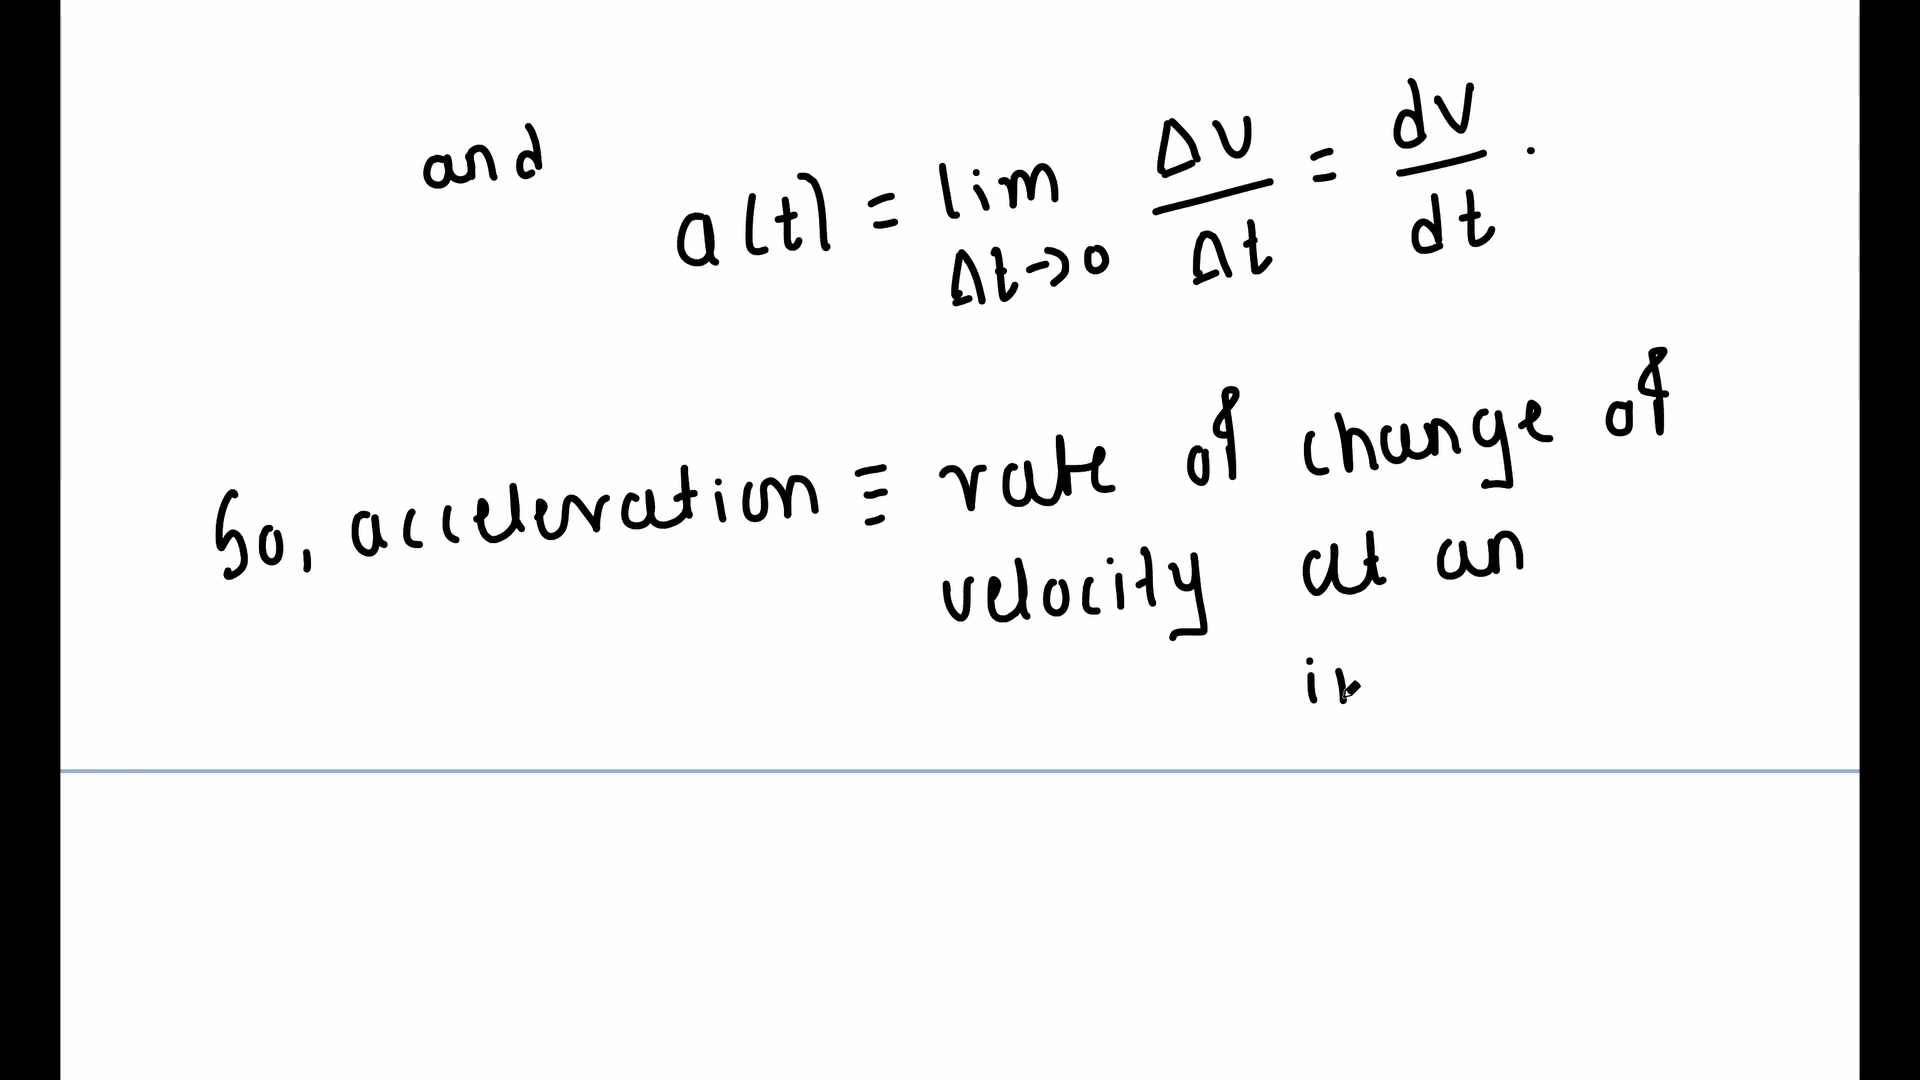 and a(t) = lim Δt→0 Δv/Δt = dv/dt .
So, acceleration ≡ rate of change of
velocity at an